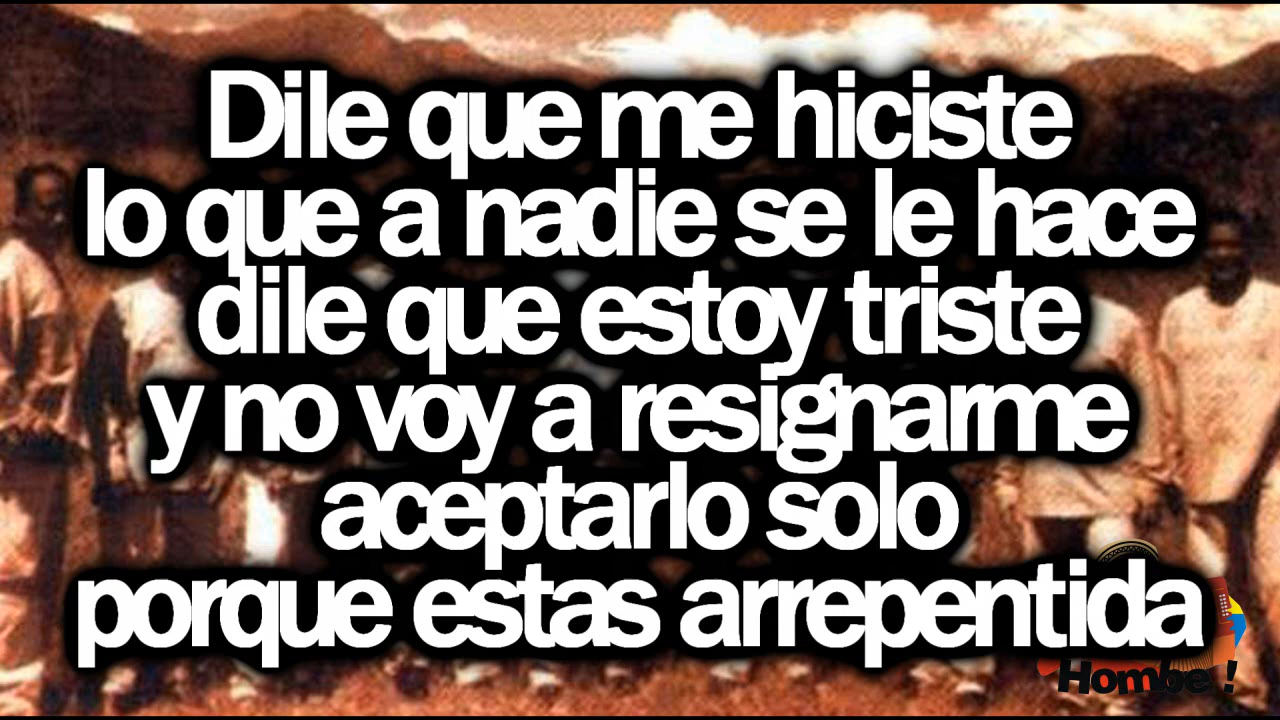 Dile que me hiciste
lo que a nadie se le hace
dile que estoy triste
y no voy a resignarme
aceptarlo solo
porque estas arrepentida
Hombe !